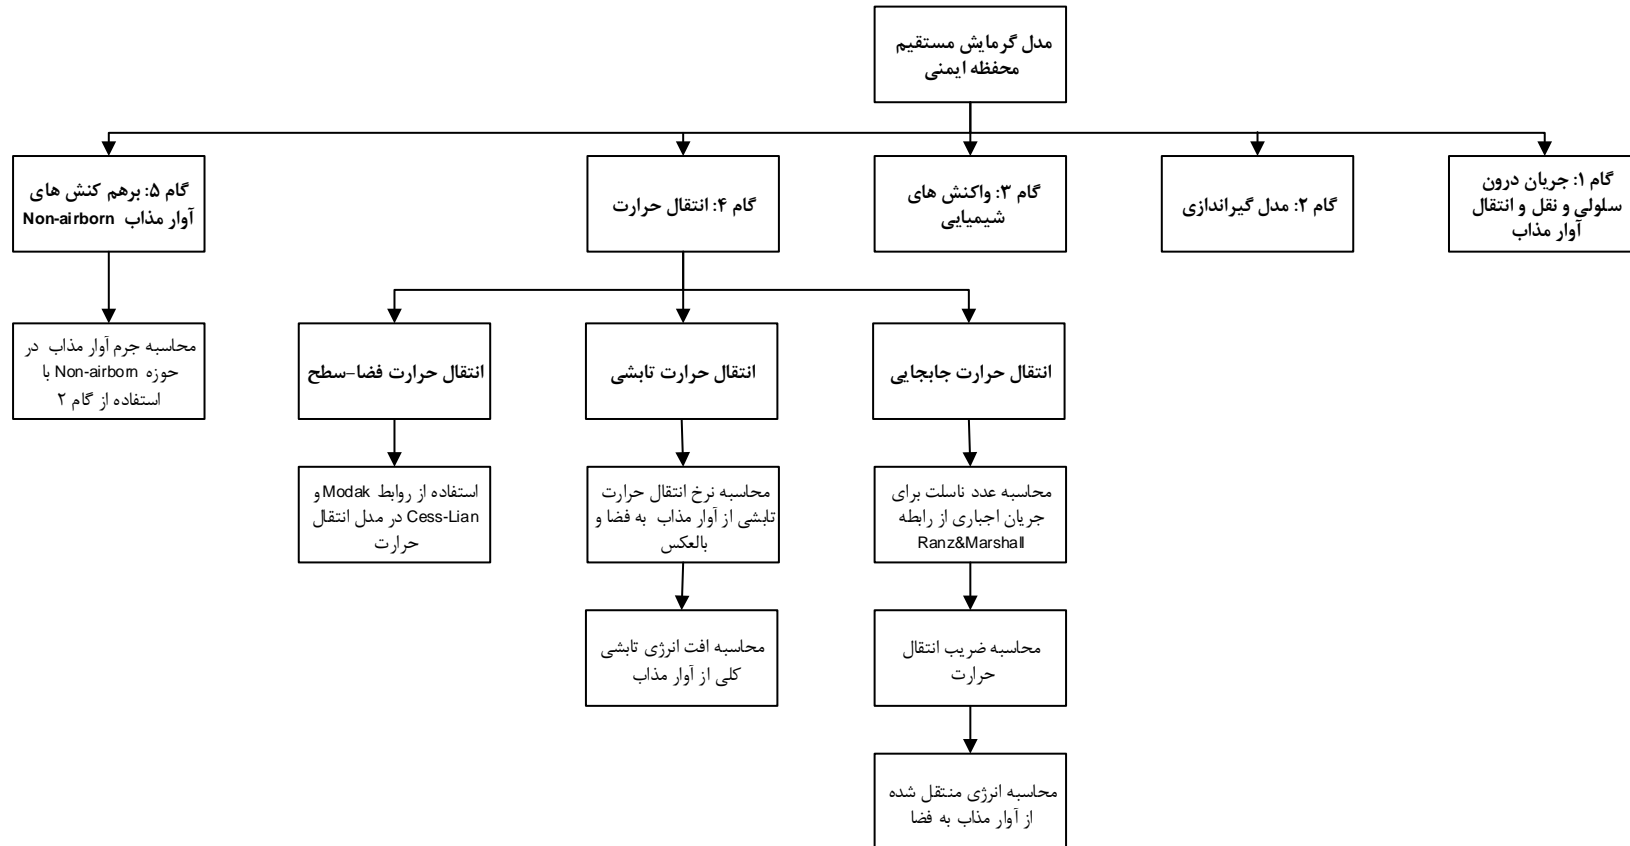 مدل گرمایش مستقیم
محفظه ایمنی
گام ۱: جریان درون
سلولی و نقل و انتقال
آوار مذاب
گام ۲: مدل گیراندازی
گام ۳: واکنش های
شیمیایی
گام ۴: انتقال حرارت
گام ۵: برهم کنش های
آوار مذاب Non-airborn
انتقال حرارت جابجایی
انتقال حرارت تابشی
انتقال حرارت فضا-سطح
محاسبه جرم آوار مذاب در
حوزه Non-airborn با
استفاده از گام ۲
محاسبه عدد ناسلت برای
جریان اجباری از رابطه
Ranz&Marshall
محاسبه نرخ انتقال حرارت
تابشی از آوار مذاب به فضا و
بالعکس
استفاده از روابط Modak و
Cess-Lian در مدل انتقال
حرارت
محاسبه ضریب انتقال
حرارت
محاسبه افت انرژی تابشی
کلی از آوار مذاب
محاسبه انرژی منتقل شده
از آوار مذاب به فضا